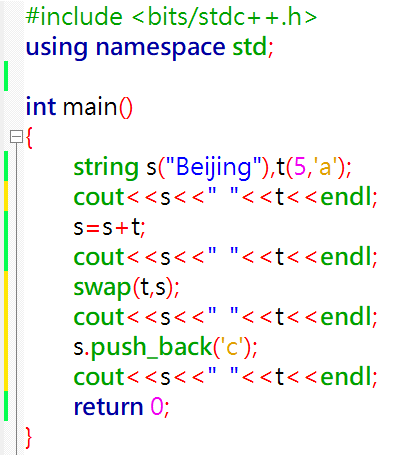 #include <bits/stdc++.h>
using namespace std;
int main()
{
string s("Beijing"),t(5,'a');
cout<<s<<"  "<<t<<endl;
s=s+t;
cout<<s<<"  "<<t<<endl;
swap(t,s);
cout<<s<<"  "<<t<<endl;
s.push_back('c');
cout<<s<<"  "<<t<<endl;
return 0;
}